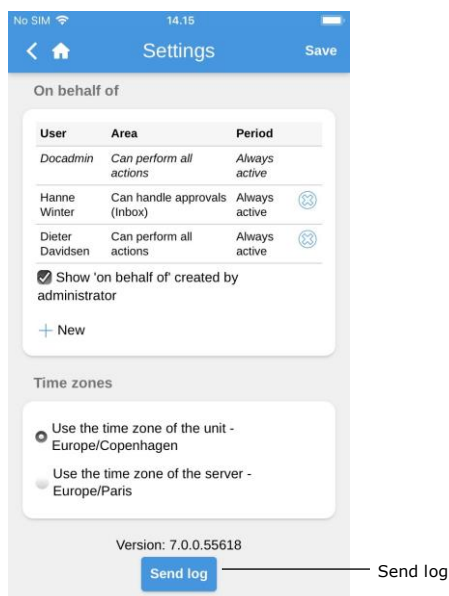 No SIM 14.15
Settings Save
On behalf of
User Area Period
Docadmin Can perform all actions Always active
Hanne Winter Can handle approvals (Inbox) Always active
Dieter Davidsen Can perform all actions Always active
Show 'on behalf of' created by
administrator
+ New
Time zones
Use the time zone of the unit -
Europe/Copenhagen
Use the time zone of the server -
Europe/Paris
Version: 7.0.0.55618
Send log Send log